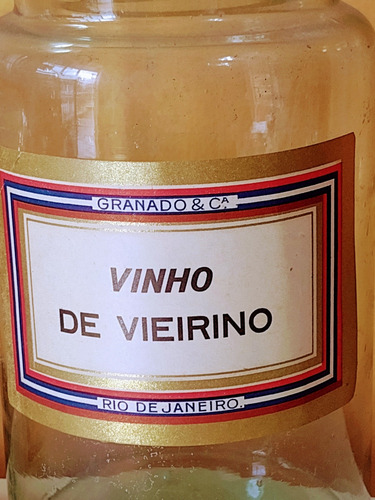 GRANADO & CA
VINHO
DE VIEIRINO
RIO DE JANEIRO.